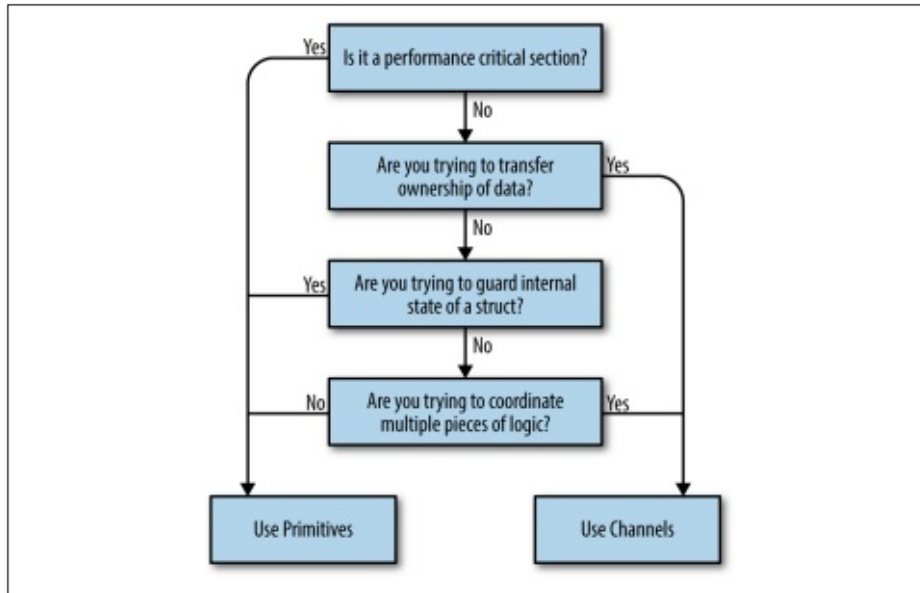 Yes
Is it a performance critical section?
No
Are you trying to transfer
ownership of data?
Yes
No
Yes
Are you trying to guard internal
state of a struct?
No
No
Are you trying to coordinate
multiple pieces of logic?
Yes
Use Primitives
Use Channels